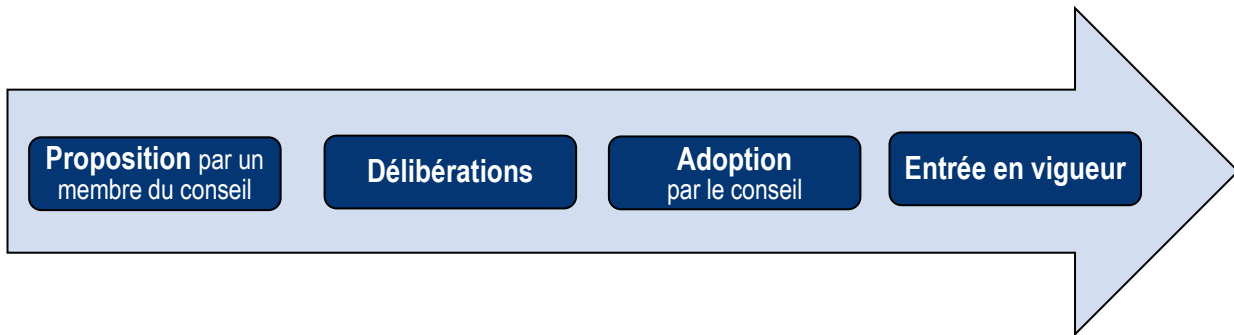 Proposition par un
membre du conseil
Délibérations
Adoption
par le conseil
Entrée en vigueur